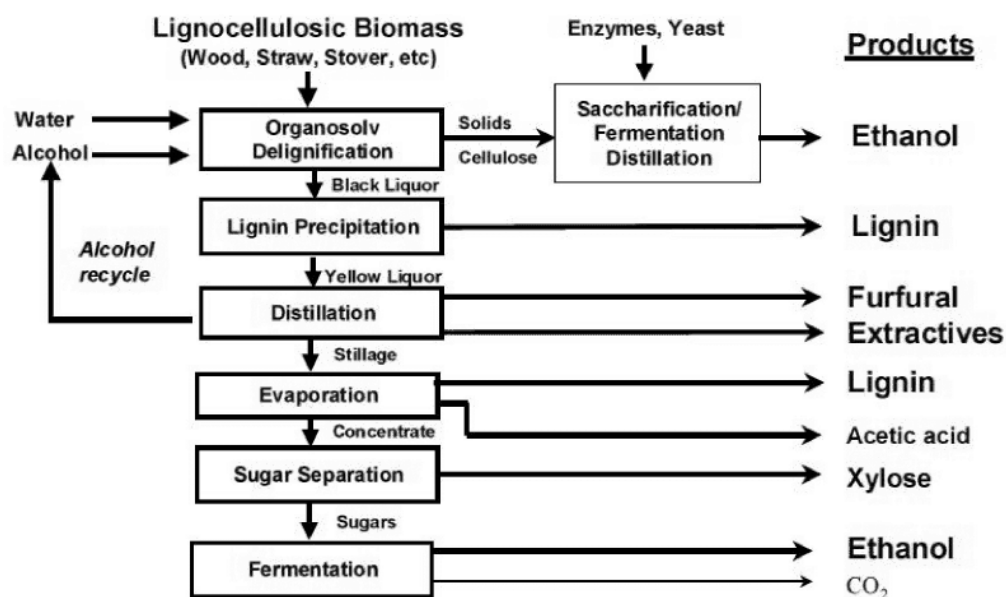 Lignocellulosic Biomass
(Wood, Straw, Stover, etc)
Enzymes, Yeast
Products
Water
Alcohol
Organosolv
Delignification
Solids
Cellulose
Saccharification/
Fermentation
Distillation
Ethanol
Black Liquor
Lignin Precipitation
Lignin
Alcohol
recycle
Yellow Liquor
Distillation
Furfural
Extractives
Stillage
Evaporation
Lignin
Acetic acid
Concentrate
Sugar Separation
Xylose
Sugars
Fermentation
Ethanol
CO₂